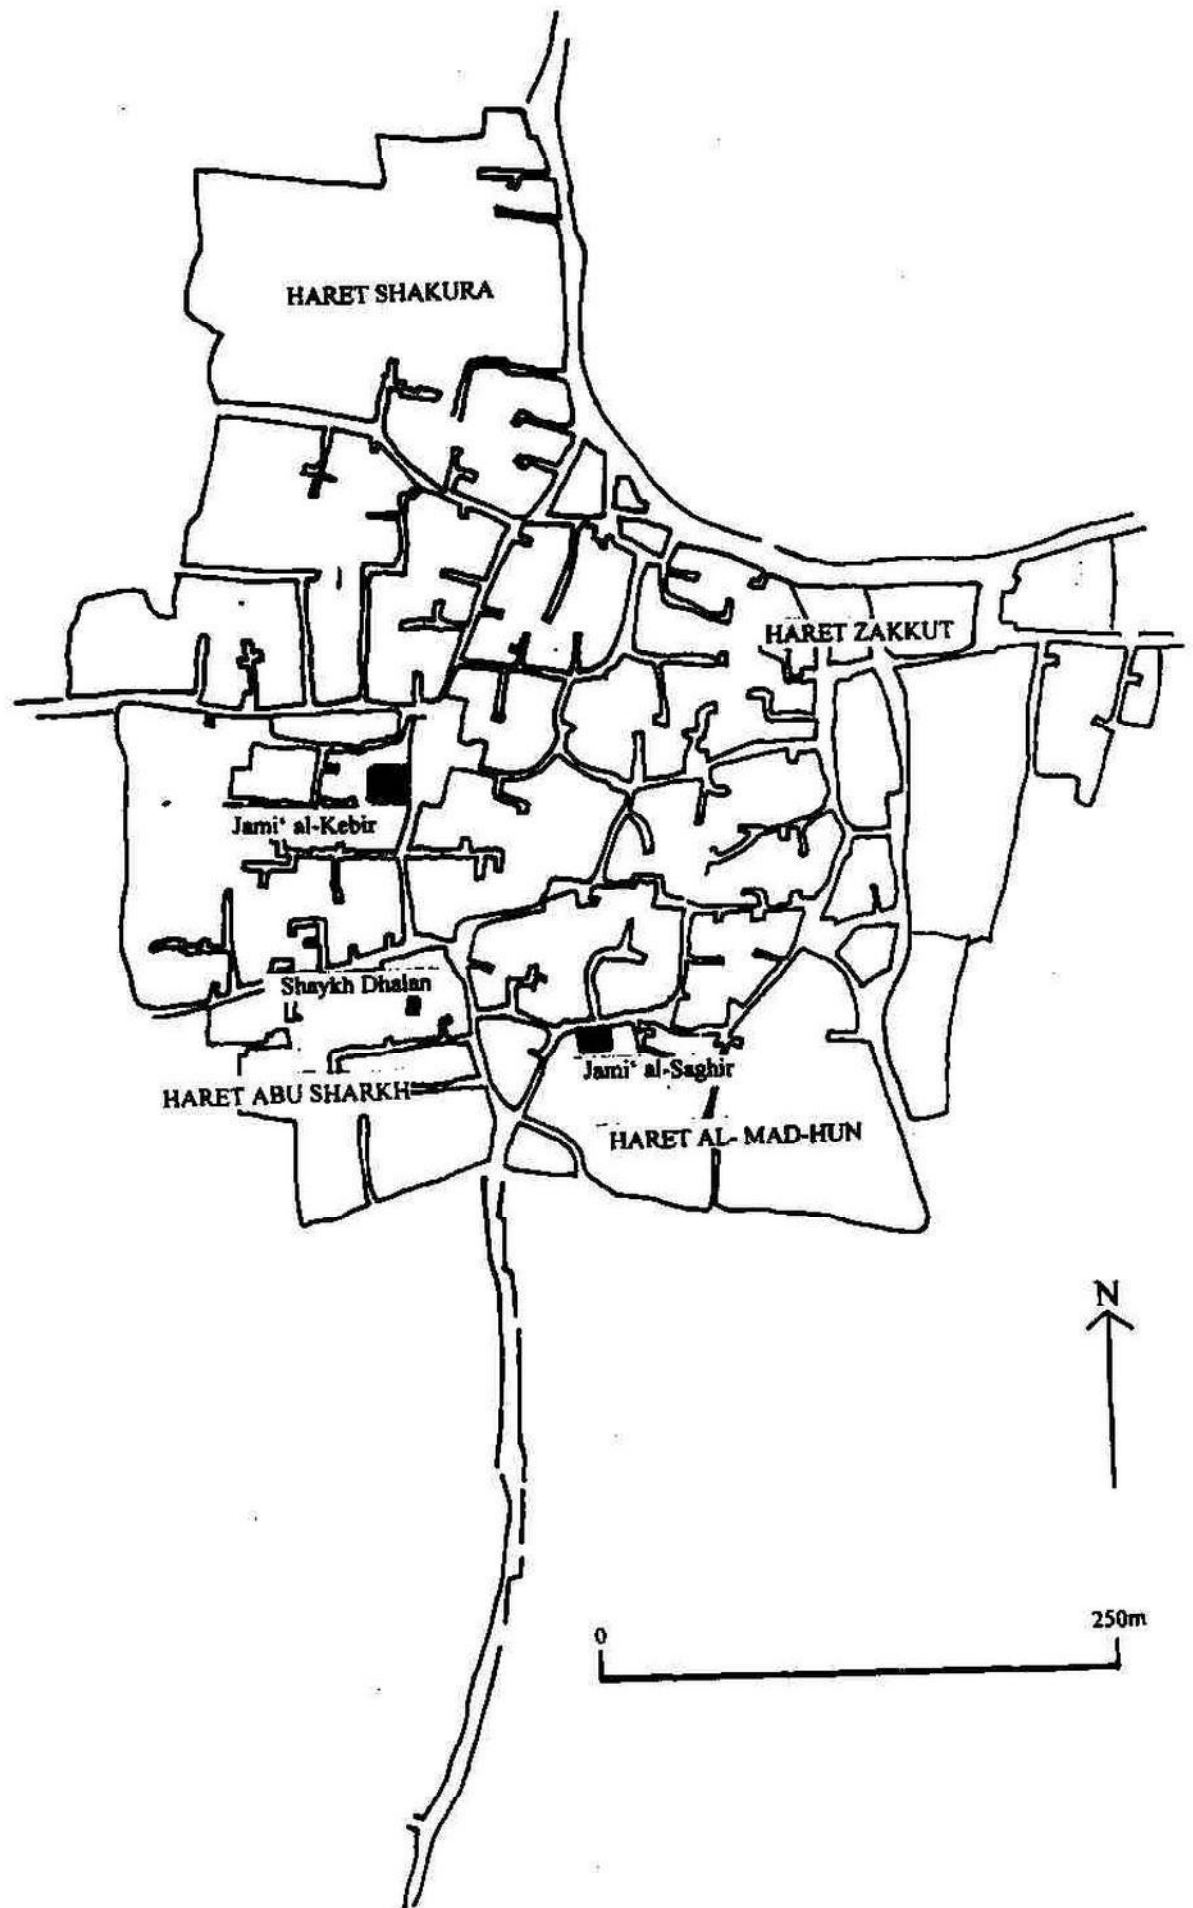 HARET SHAKURA
HARET ZAKKUT
Jami‘ al-Kebir
Shaykh Dhalan
Jami‘ al-Saghir
HARET ABU SHARKH
HARET AL- MAD-HUN
N
0 250m